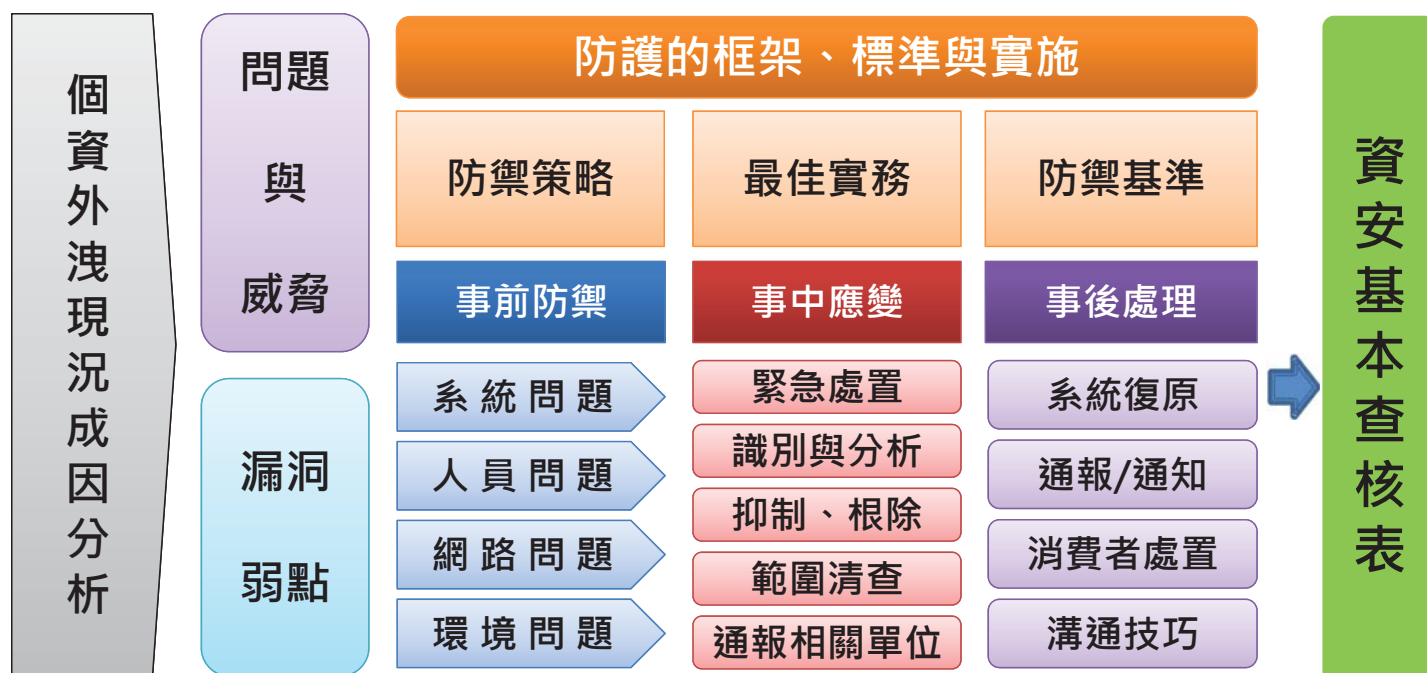 個資外洩現況成因分析
問題
與
威脅
漏洞
弱點
防護的框架、標準與實施
防禦策略
最佳實務
防禦基準
事前防禦
事中應變
事後處理
系統問題
人員問題
網路問題
環境問題
緊急處置
識別與分析
抑制、根除
範圍清查
通報相關單位
系統復原
通報/通知
消費者處置
溝通技巧
資安基本查核表